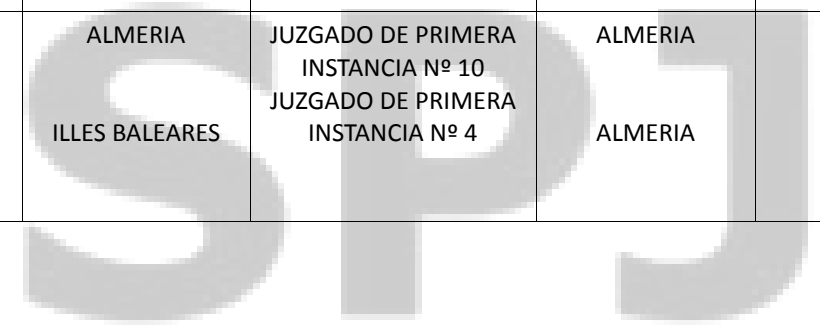 ALMERIA JUZGADO DE PRIMERA ALMERIA
INSTANCIA Nº 10
JUZGADO DE PRIMERA
ILLES BALEARES INSTANCIA Nº 4 ALMERIA
SPJ